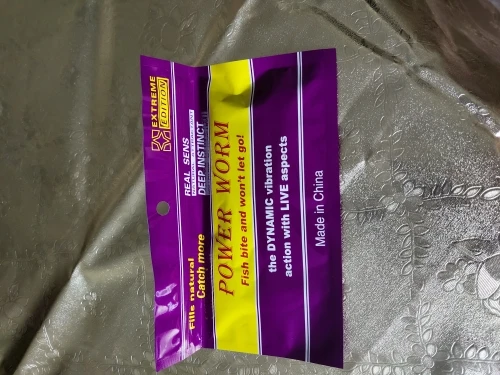 EXTREME
EDITION
REAL SENS
DEEP INSTINCT
Fills natural
Catch more
POWER WORM
Fish bite and won't let go!
the DYNAMIC vibration
action with LIVE aspects
Made in China